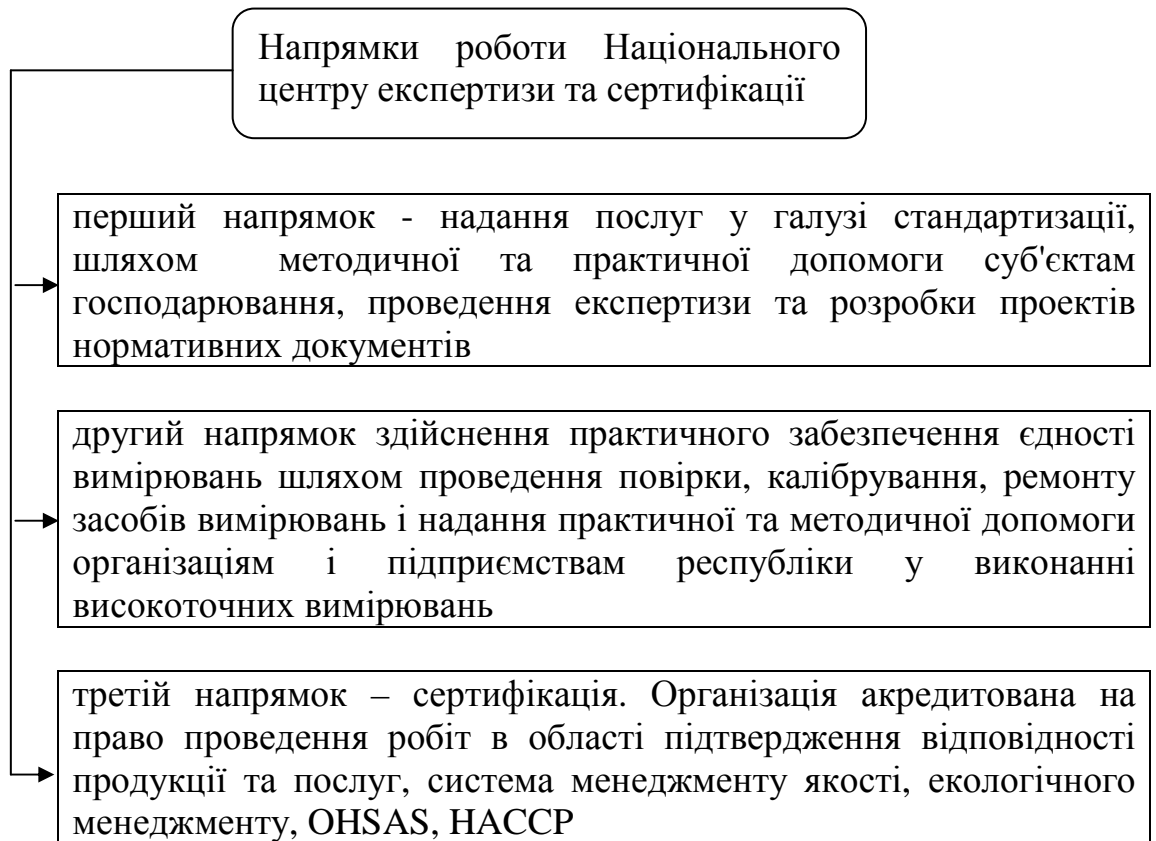 Напрямки роботи Національного
центру експертизи та сертифікації
перший напрямок - надання послуг у галузі стандартизації,
шляхом методичної та практичної допомоги суб'єктам
господарювання, проведення експертизи та розробки проектів
нормативних документів
другий напрямок здійснення практичного забезпечення єдності
вимірювань шляхом проведення повірки, калібрування, ремонту
засобів вимірювань і надання практичної та методичної допомоги
організаціям і підприємствам республіки у виконанні
високоточних вимірювань
третій напрямок – сертифікація. Організація акредитована на
право проведення робіт в області підтвердження відповідності
продукції та послуг, система менеджменту якості, екологічного
менеджменту, OHSAS, HACCP